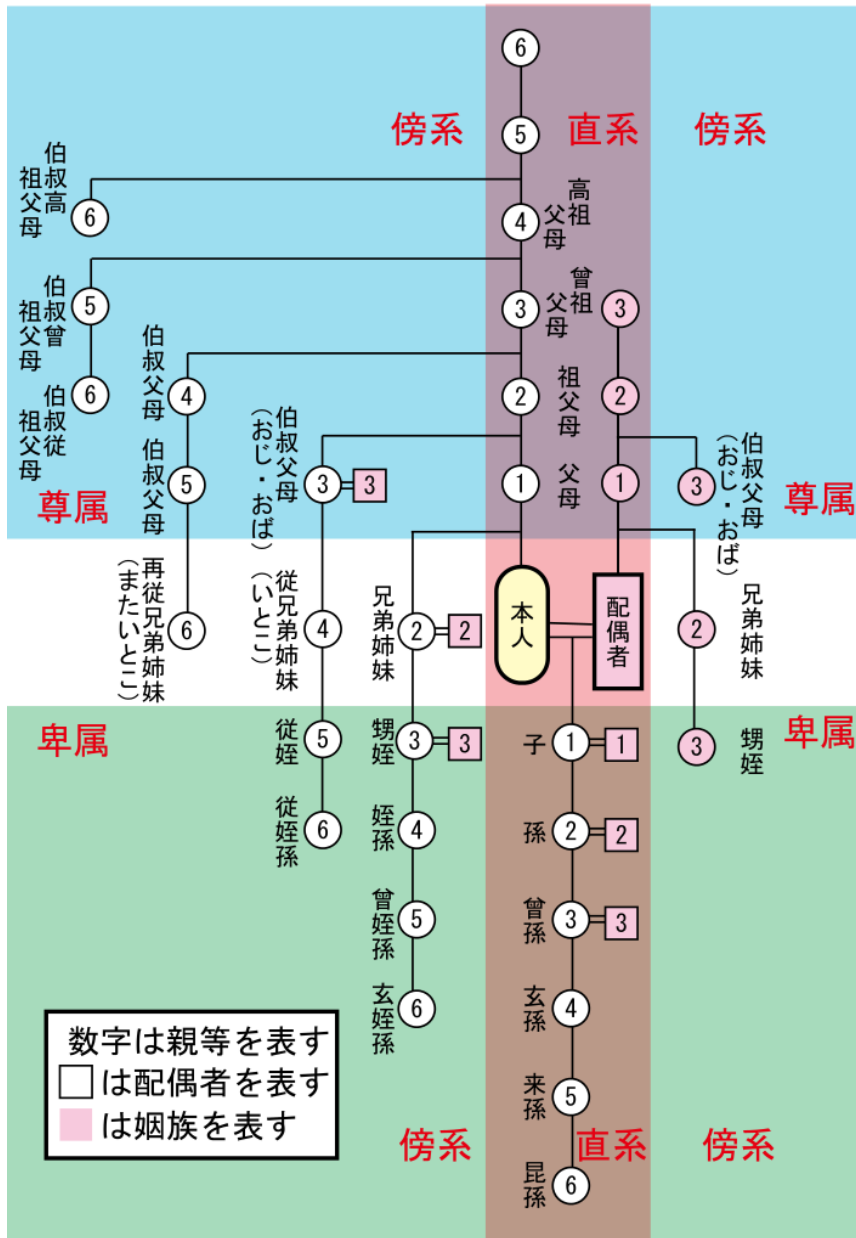 6
傍系
直系
傍系
5
伯叔高
祖父母
6
4
高祖
父母
伯叔曾
祖父母
5
3
曾祖
父母
3
伯叔従
祖父母
6
伯叔父母
4
2
祖父母
2
伯叔父母
5
伯叔父母
(おじ・おば)
3
3
1
父母
1
3
伯叔父母
(おじ・おば)
尊属
尊属
再従兄弟姉妹
(またいとこ)
6
従兄弟姉妹
(いとこ)
4
兄弟姉妹
2
2
本人
配偶者
2
兄弟姉妹
卑属
卑属
従姪
5
甥姪
3
3
子
1
1
3
甥姪
従姪孫
6
姪孫
4
孫
2
2
曾姪孫
5
曾孫
3
3
玄姪孫
6
玄孫
4
来孫
5
昆孫
6
数字は親等を表す
は配偶者を表す
は姻族を表す
傍系
直系
傍系